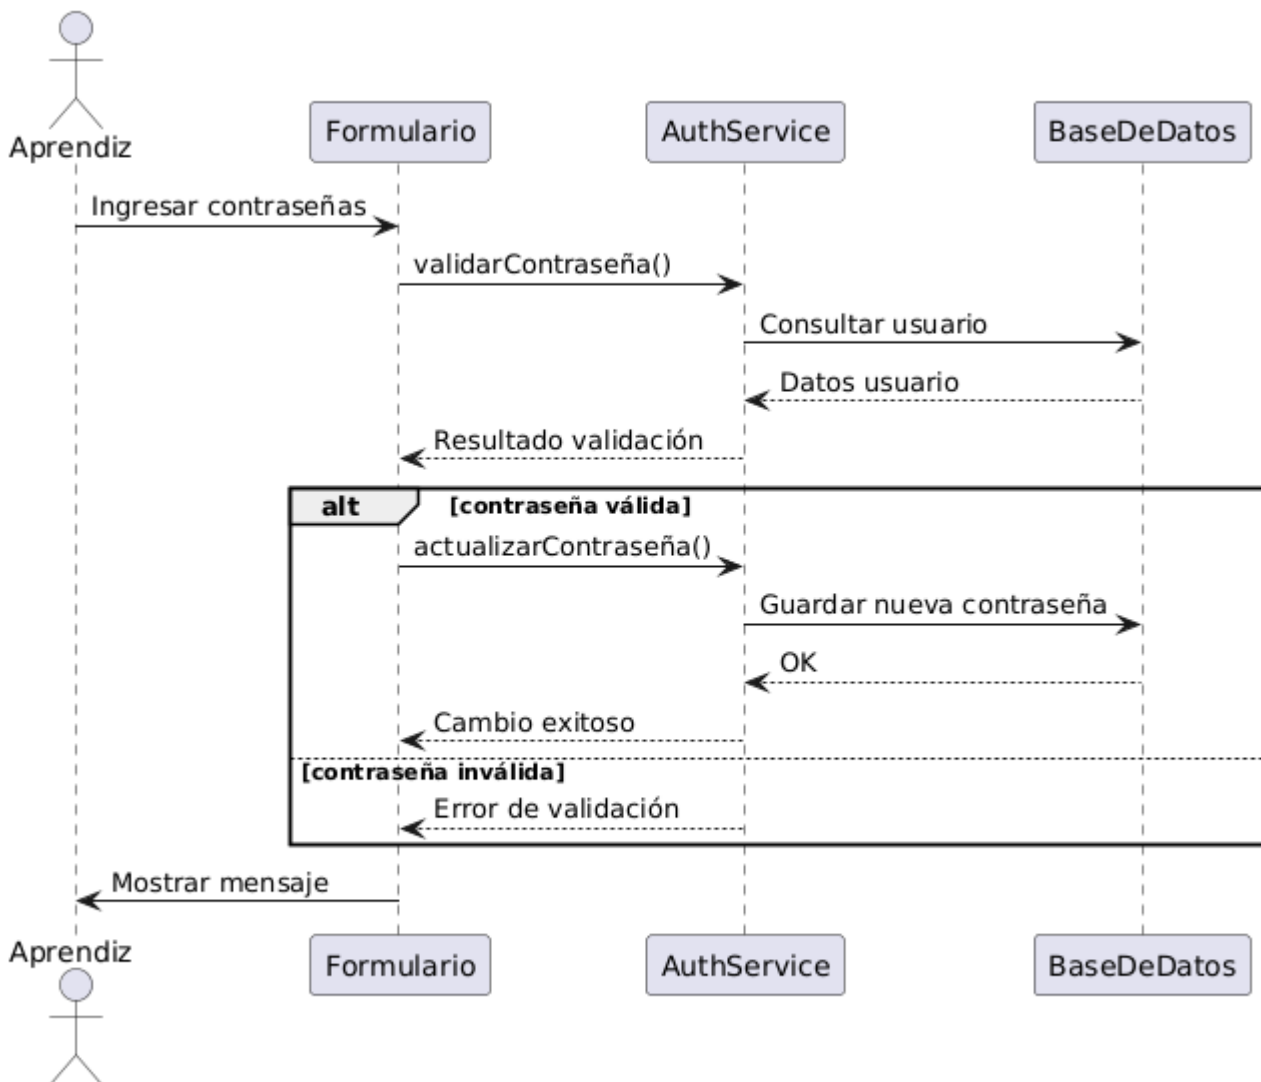 Aprendiz
Formulario
AuthService
BaseDeDatos
Ingresar contraseñas
validarContraseña()
Consultar usuario
Datos usuario
Resultado validación
alt
[contraseña válida]
actualizarContraseña()
Guardar nueva contraseña
OK
Cambio exitoso
[contraseña inválida]
Error de validación
Mostrar mensaje
Aprendiz
Formulario
AuthService
BaseDeDatos